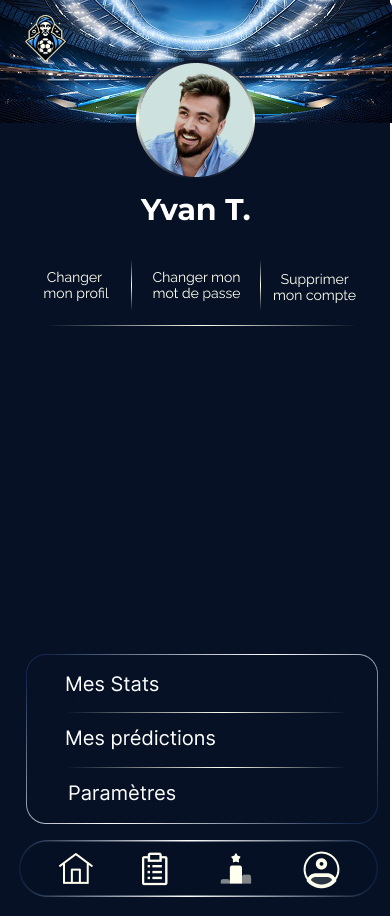 Yvan T.
Changer
mon profil
Changer mon
mot de passe
Supprimer
mon compte
Mes Stats
Mes prédictions
Paramètres